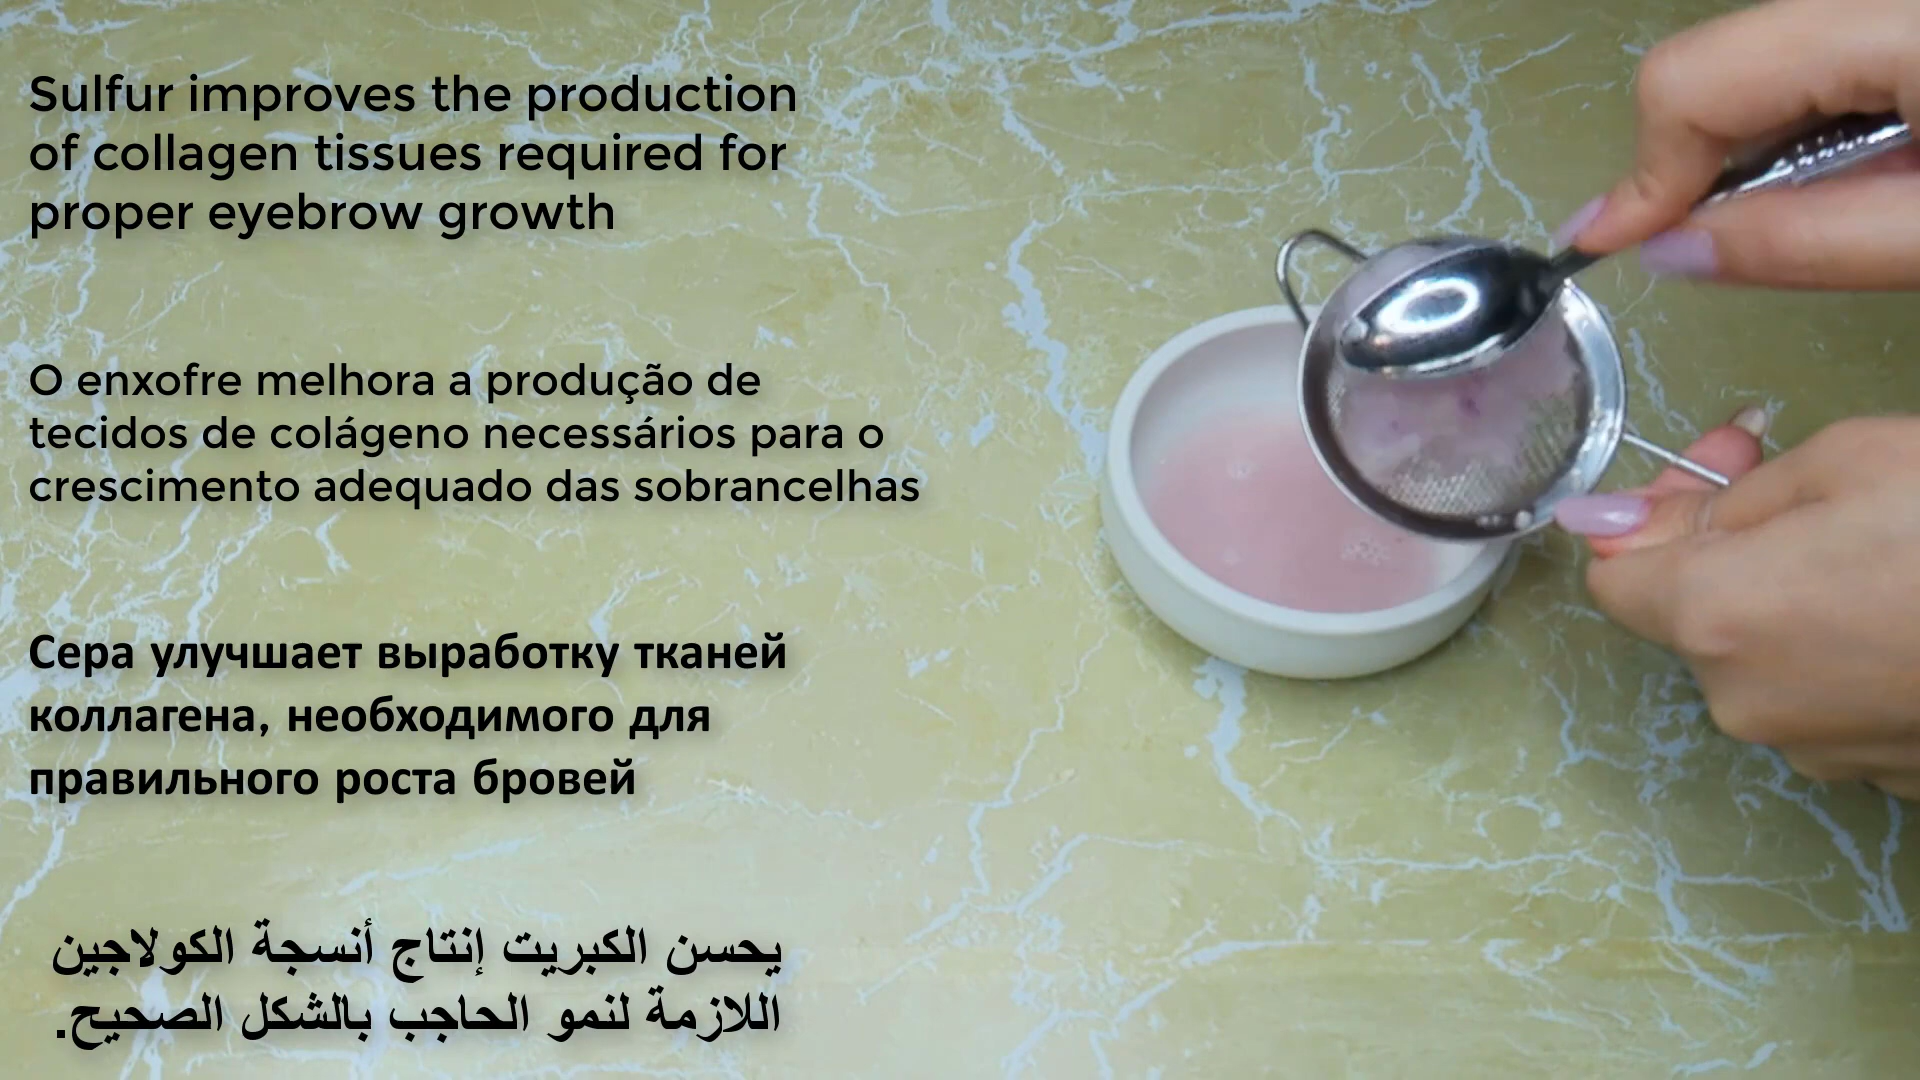 Sulfur improves the production
of collagen tissues required for
proper eyebrow growth
O enxofre melhora a produção de
tecidos de colágeno necessários para o
crescimento adequado das sobrancelhas
Сера улучшает выработку тканей
коллагена, необходимого для
правильного роста бровей
يحسن الكبريت إنتاج أنسجة الكولاجين
اللازمة لنمو الحاجب بالشكل الصحيح.